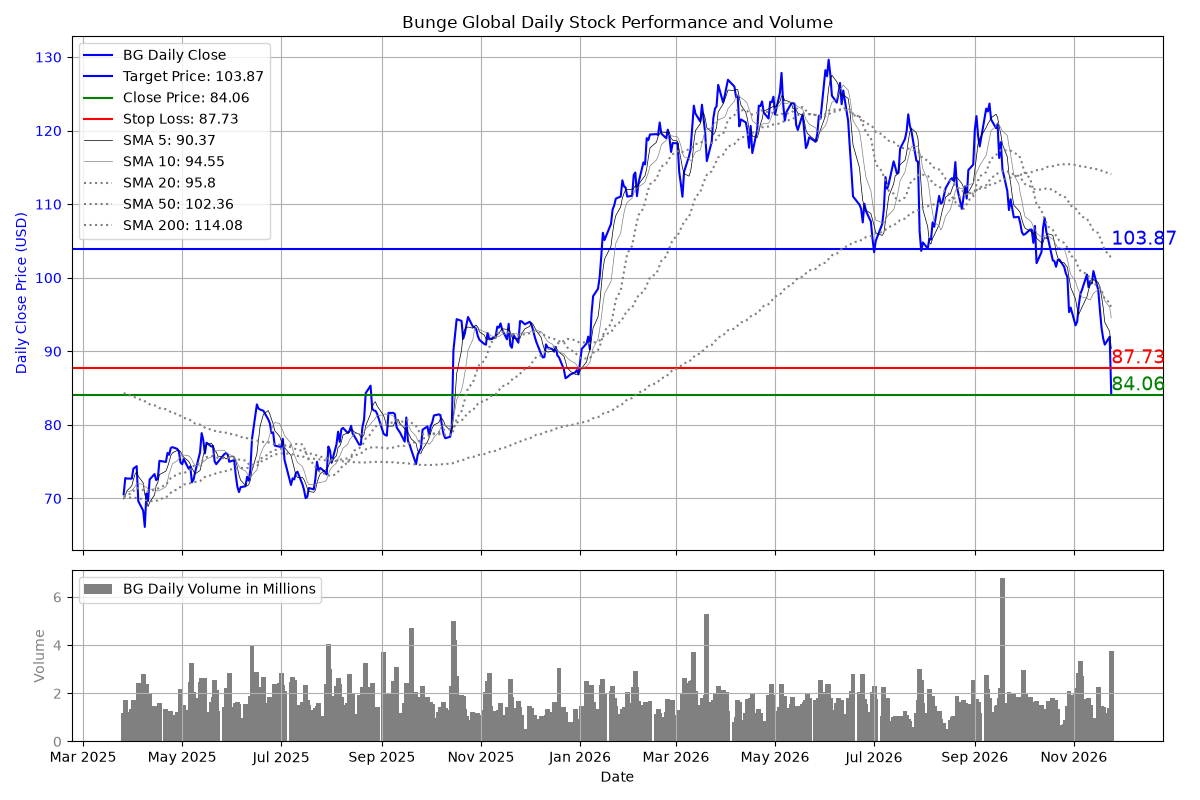 Bunge Global Daily Stock Performance and Volume
BG Daily Close
Target Price: 103.87
Close Price: 84.06
Stop Loss: 87.73
SMA 5: 90.37
SMA 10: 94.55
SMA 20: 95.8
SMA 50: 102.36
SMA 200: 114.08
Daily Close Price (USD)
130
120
110
100
90
80
70
103.87
87.73
84.06
BG Daily Volume in Millions
Volume
6
4
2
0
Mar 2025 May 2025 Jul 2025 Sep 2025 Nov 2025 Jan 2026 Mar 2026 May 2026 Jul 2026 Sep 2026 Nov 2026
Date